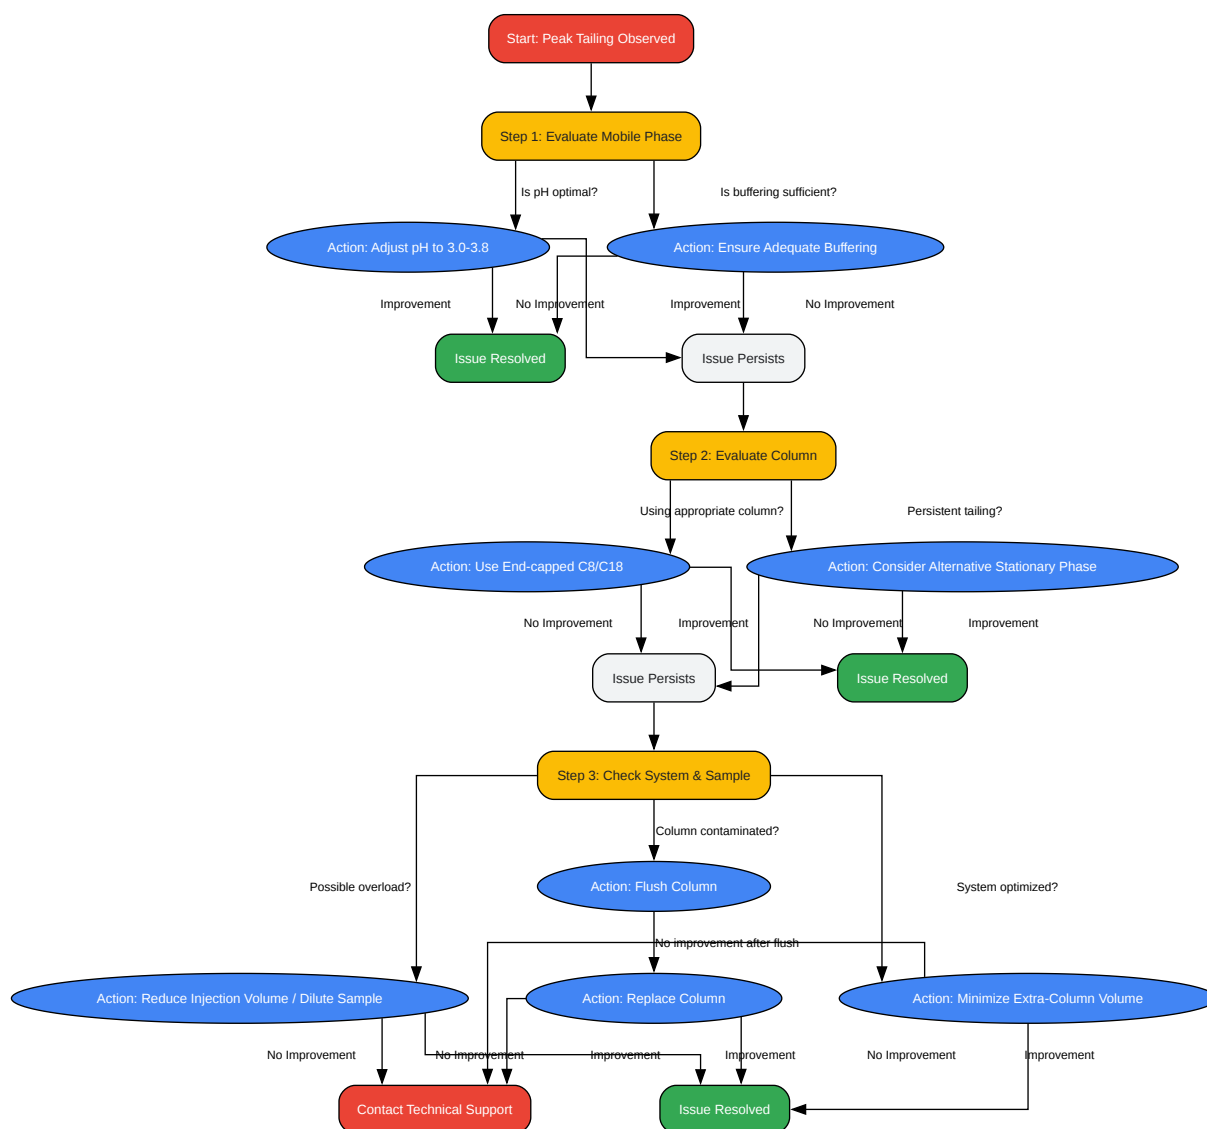 Start: Peak Tailing Observed
Step 1: Evaluate Mobile Phase
Is pH optimal?
Is buffering sufficient?
Action: Adjust pH to 3.0-3.8
Action: Ensure Adequate Buffering
Improvement
No Improvement
Improvement
No Improvement
Issue Resolved
Issue Persists
Step 2: Evaluate Column
Using appropriate column?
Persistent tailing?
Action: Use End-capped C8/C18
Action: Consider Alternative Stationary Phase
No Improvement
Improvement
No Improvement
Improvement
Issue Persists
Issue Resolved
Step 3: Check System & Sample
Column contaminated?
Possible overload?
Action: Flush Column
System optimized?
No improvement after flush
Action: Reduce Injection Volume / Dilute Sample
Action: Replace Column
Action: Minimize Extra-Column Volume
No Improvement
No Improvement
Improvement
Improvement
No Improvement
Improvement
Contact Technical Support
Issue Resolved